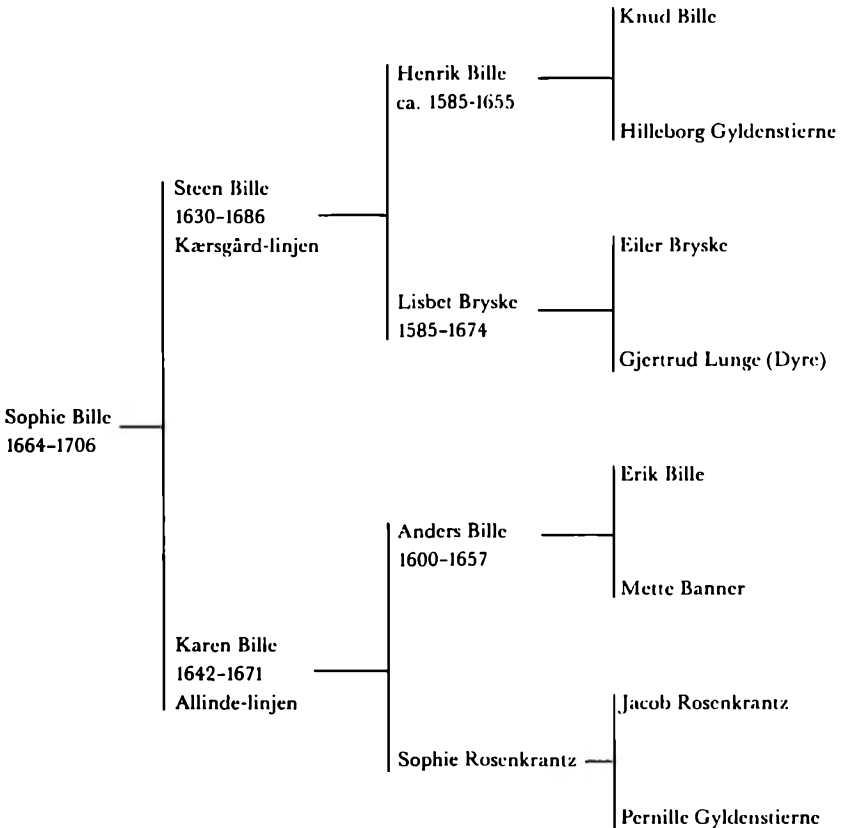 Knud Bille
Henrik Bille
ca. 1585-1655
Hilleborg Gyldenstierne
Steen Bille
1630-1686
Kærsgård-linjen
Eiler Bryske
Lisbet Bryske
1585-1674
Gjertrud Lunge (Dyre)
Sophie Bille
1664-1706
Erik Bille
Anders Bille
1600-1657
Mette Banner
Karen Bille
1642-1671
Allinde-linjen
Jacob Rosenkrantz
Sophie Rosenkrantz
Pernille Gyldenstierne